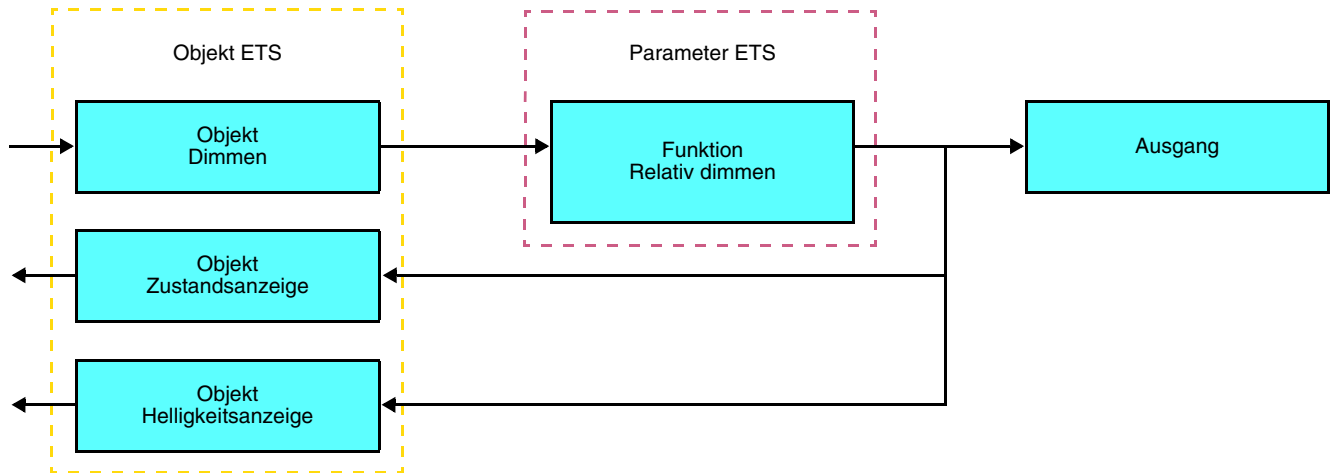 Objekt ETS
Parameter ETS
Objekt
Dimmen
Funktion
Relativ dimmen
Ausgang
Objekt
Zustandsanzeige
Objekt
Helligkeitsanzeige